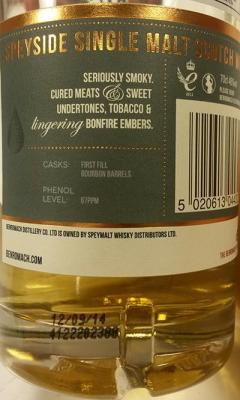 SPEYSIDE SINGLE MALT SCOTCH
SERIOUSLY SMOKY,
CURED MEATS & SWEET
UNDERTONES, TOBACCO &
lingering BONFIRE EMBERS.
CASKS: FIRST FILL
BOURBON BARRELS
PHENOL
LEVEL: 67PPM
BENROMACH DISTILLERY CO. LTD IS OWNED BY SPEYMALT WHISKY DISTRIBUTORS LTD.
BENROMACH.COM
70cl
5 020613 044
THE
12/09/14